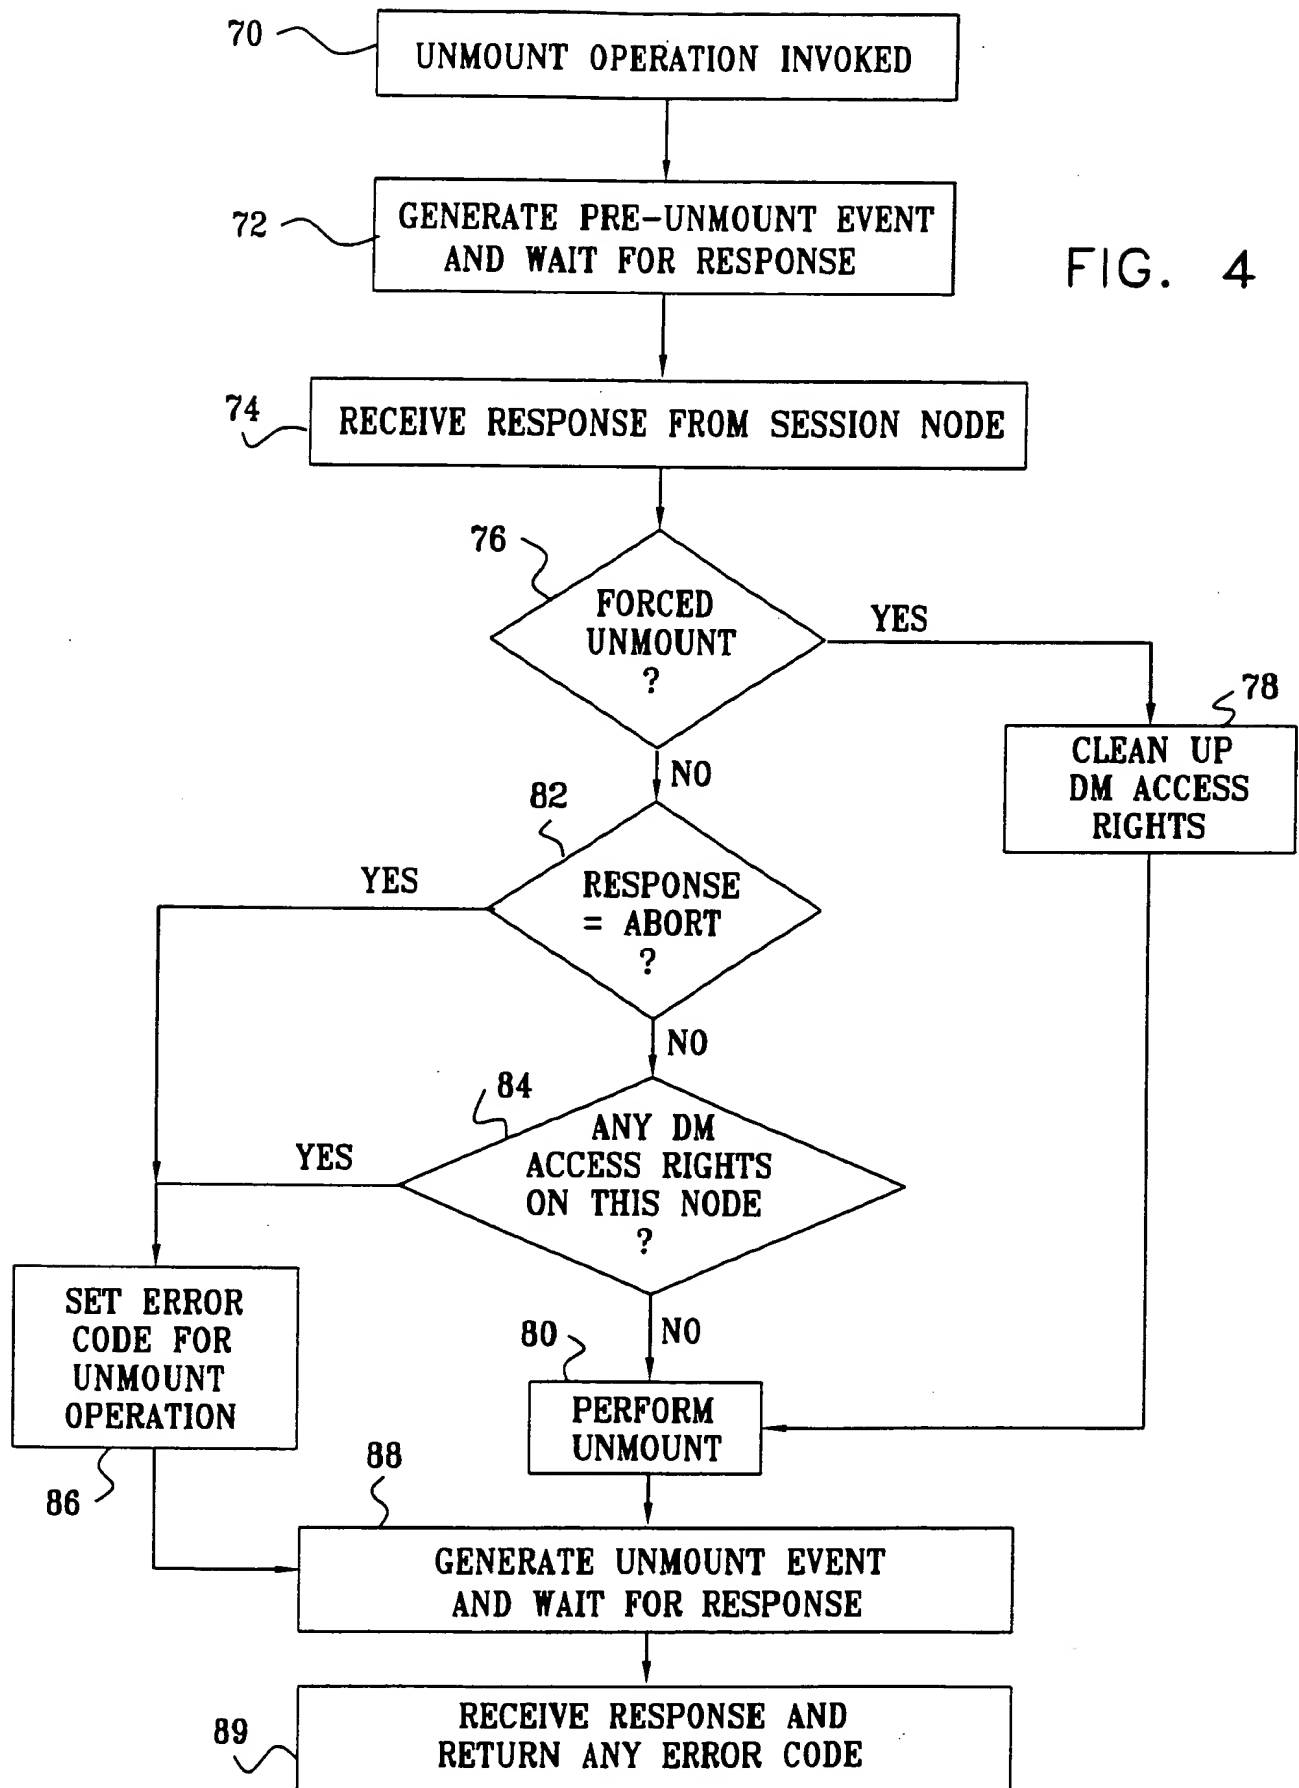 70
UNMOUNT OPERATION INVOKED
72
GENERATE PRE-UNMOUNT EVENT
AND WAIT FOR RESPONSE
FIG. 4
74
RECEIVE RESPONSE FROM SESSION NODE
76
FORCED
UNMOUNT
?
YES
78
CLEAN UP
DM ACCESS
RIGHTS
NO
82
RESPONSE
= ABORT
?
YES
NO
84
ANY DM
ACCESS RIGHTS
ON THIS NODE
?
YES
SET ERROR
CODE FOR
UNMOUNT
OPERATION
86
NO
80
PERFORM
UNMOUNT
88
GENERATE UNMOUNT EVENT
AND WAIT FOR RESPONSE
89
RECEIVE RESPONSE AND
RETURN ANY ERROR CODE